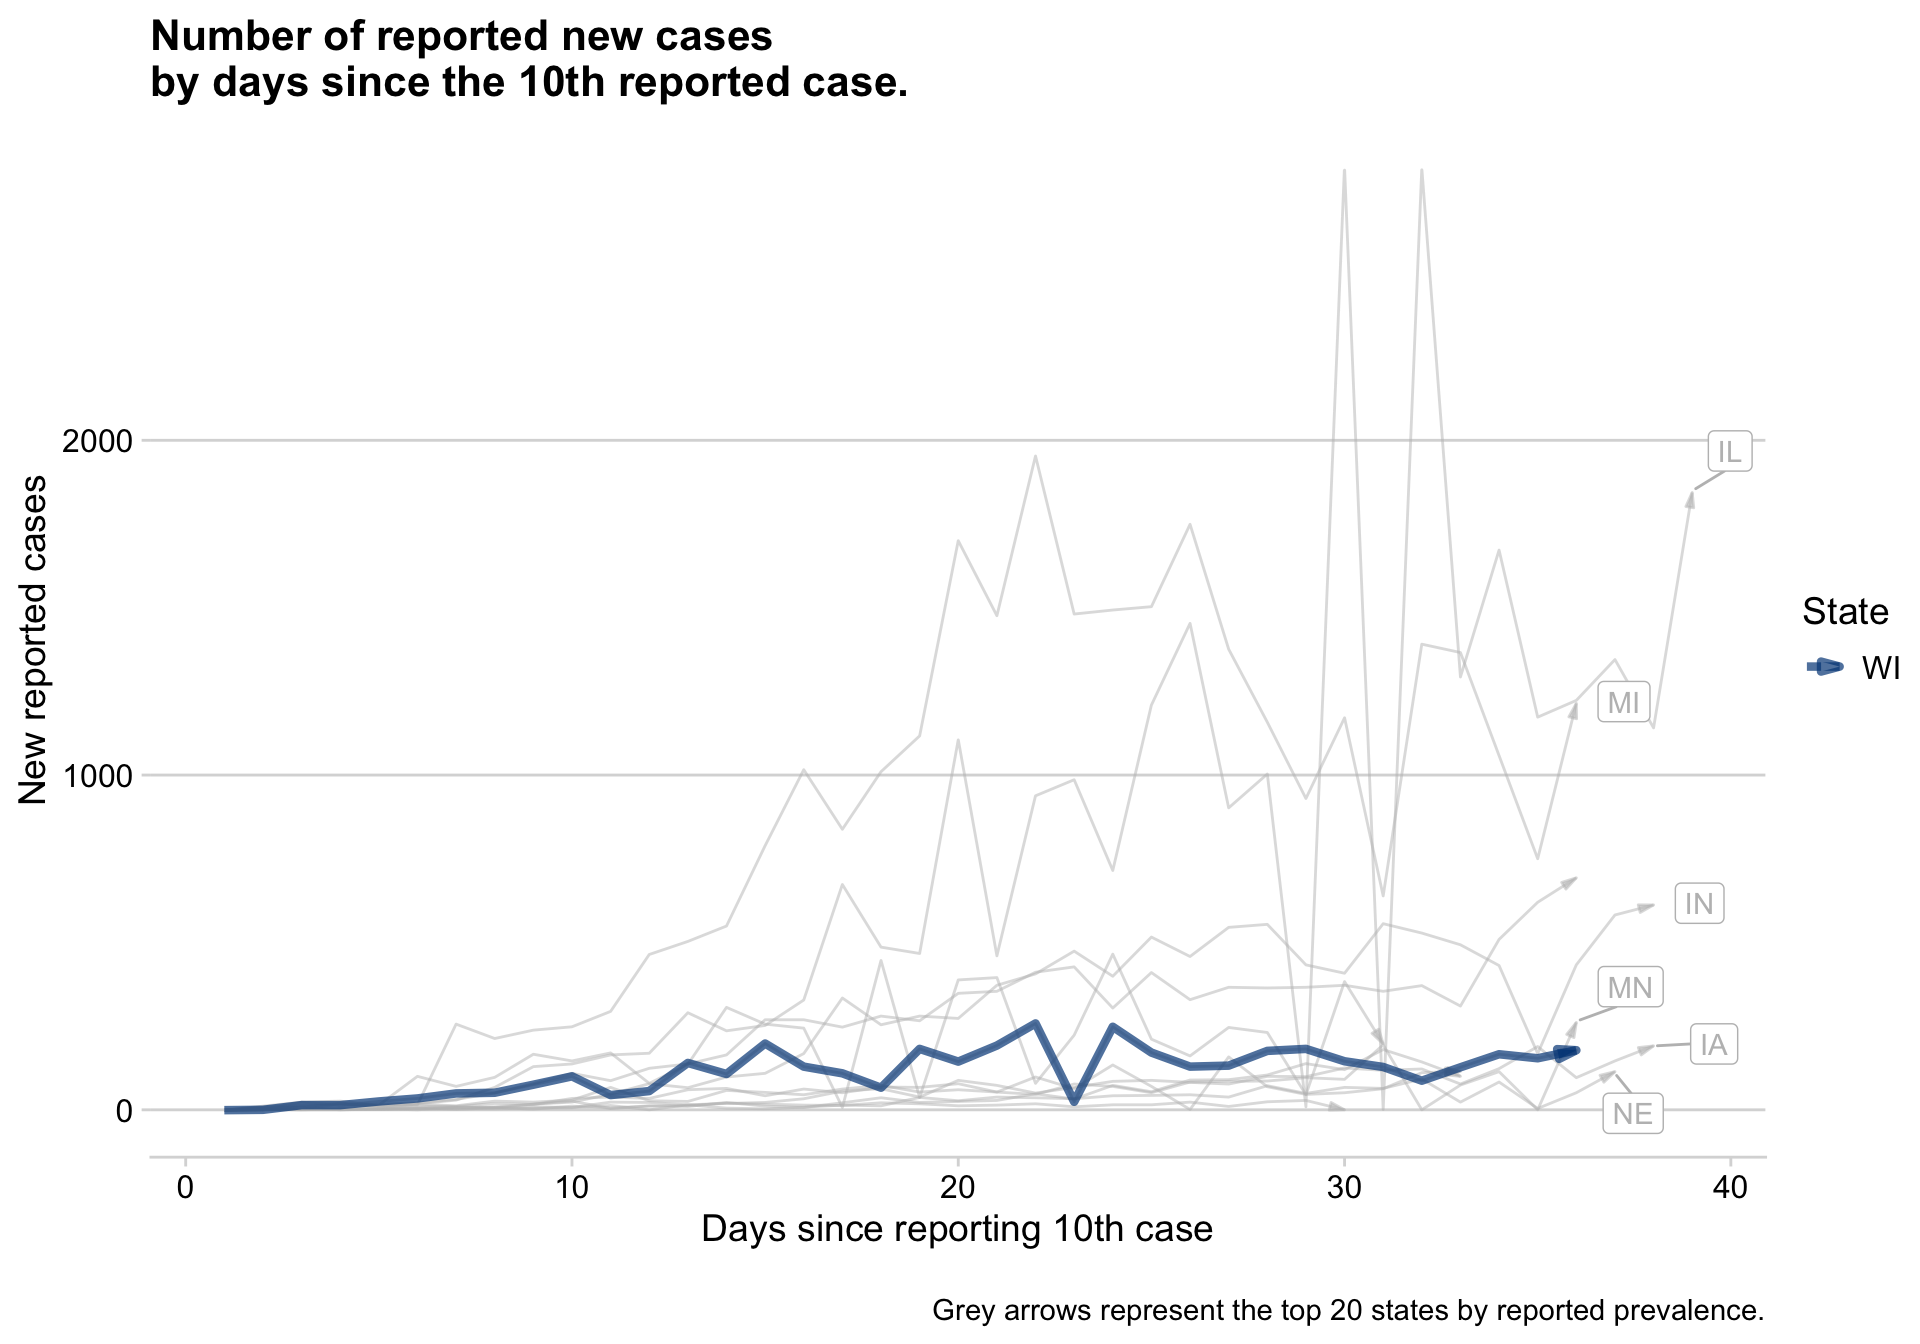 Number of reported new cases
by days since the 10th reported case.
New reported cases
2000
1000
0
IL
MI
IN
MN
IA
NE
State
WI
0 10 20 30 40
Days since reporting 10th case
Grey arrows represent the top 20 states by reported prevalence.